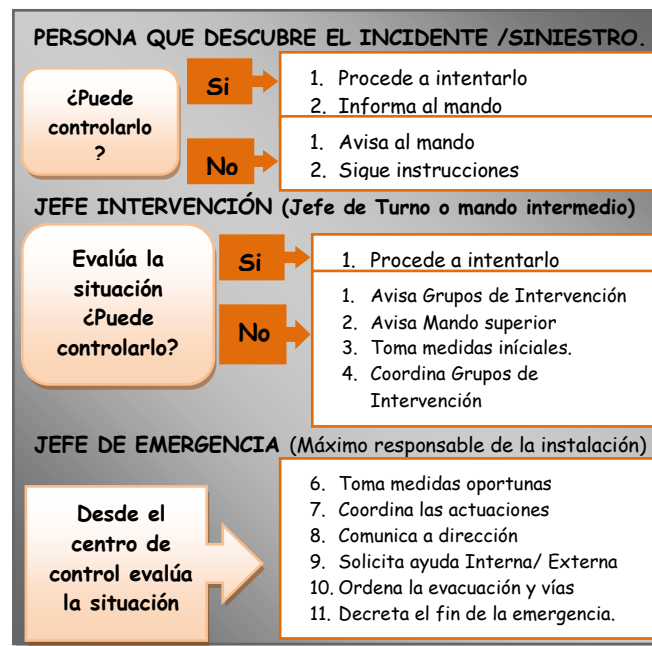 PERSONA QUE DESCUBRE EL INCIDENTE /SINIESTRO.
¿Puede
controlarlo
?
Si
1. Procede a intentarlo
2. Informa al mando
No
1. Avisa al mando
2. Sigue instrucciones
JEFE INTERVENCIÓN (Jefe de Turno o mando intermedio)
Evalúa la
situación
¿Puede
controlarlo?
Si
1. Procede a intentarlo
No
1. Avisa Grupos de Intervención
2. Avisa Mando superior
3. Toma medidas iníciales.
4. Coordina Grupos de
Intervención
JEFE DE EMERGENCIA (Máximo responsable de la instalación)
Desde el
centro de
control evalúa
la situación
6. Toma medidas oportunas
7. Coordina las actuaciones
8. Comunica a dirección
9. Solicita ayuda Interna/ Externa
10. Ordena la evacuación y vías
11. Decreta el fin de la emergencia.